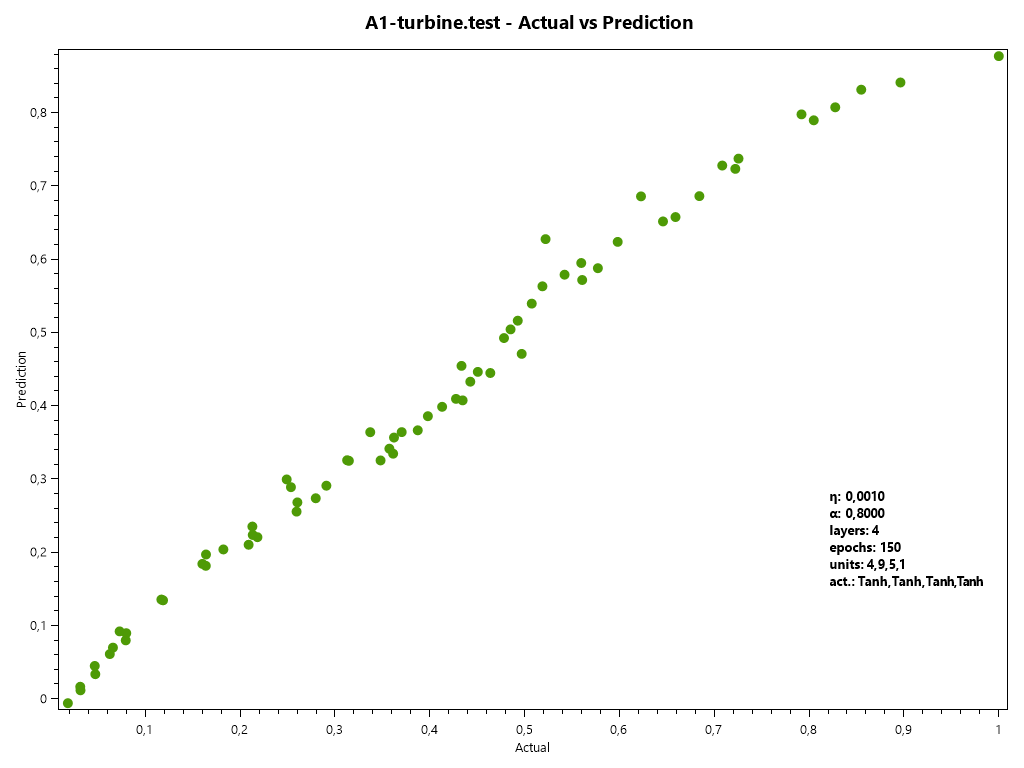 A1-turbine.test - Actual vs Prediction
0,8
0,7
0,6
0,5
0,4
0,3
0,2
0,1
0
Prediction
η: 0,0010
α: 0,8000
layers: 4
epochs: 150
units: 4,9,5,1
act.: Tanh,Tanh,Tanh,Tanh
0,1 0,2 0,3 0,4 0,5 0,6 0,7 0,8 0,9 1
Actual